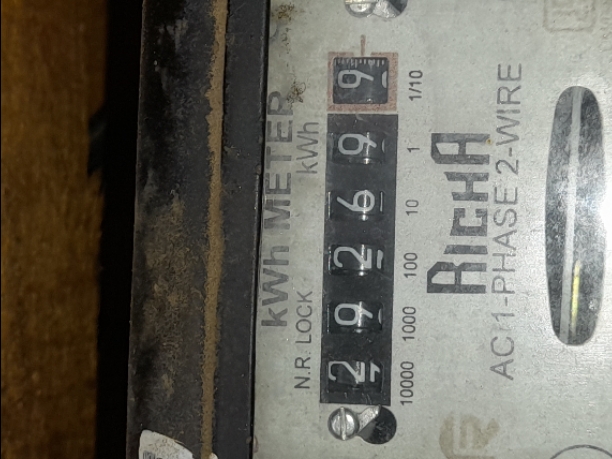 kWh METER
N.R. LOCK kWh
2 9 2 6 9 9
10000 1000 100 10 1 1/10
RICHA
AC 1-PHASE 2-WIRE